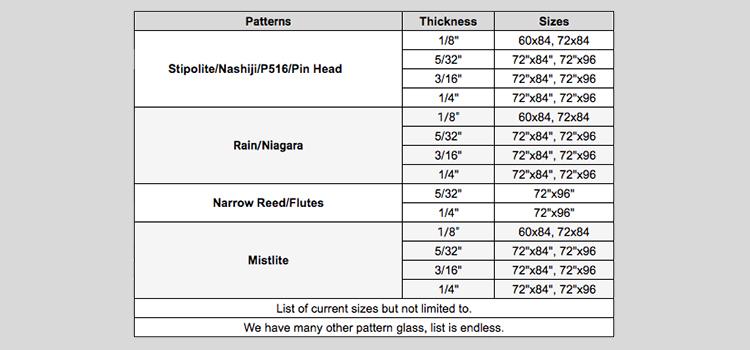 Patterns Thickness Sizes
Stipolite/Nashiji/P516/Pin Head
1/8" 60x84, 72x84
5/32" 72"x84", 72"x96
3/16" 72"x84", 72"x96
1/4" 72"x84", 72"x96
Rain/Niagara
1/8" 60x84, 72x84
5/32" 72"x84", 72"x96
3/16" 72"x84", 72"x96
1/4" 72"x84", 72"x96
Narrow Reed/Flutes
5/32" 72"x96"
1/4" 72"x96"
Mistlite
1/8" 60x84, 72x84
5/32" 72"x84", 72"x96
3/16" 72"x84", 72"x96
1/4" 72"x84", 72"x96
List of current sizes but not limited to.
We have many other pattern glass, list is endless.